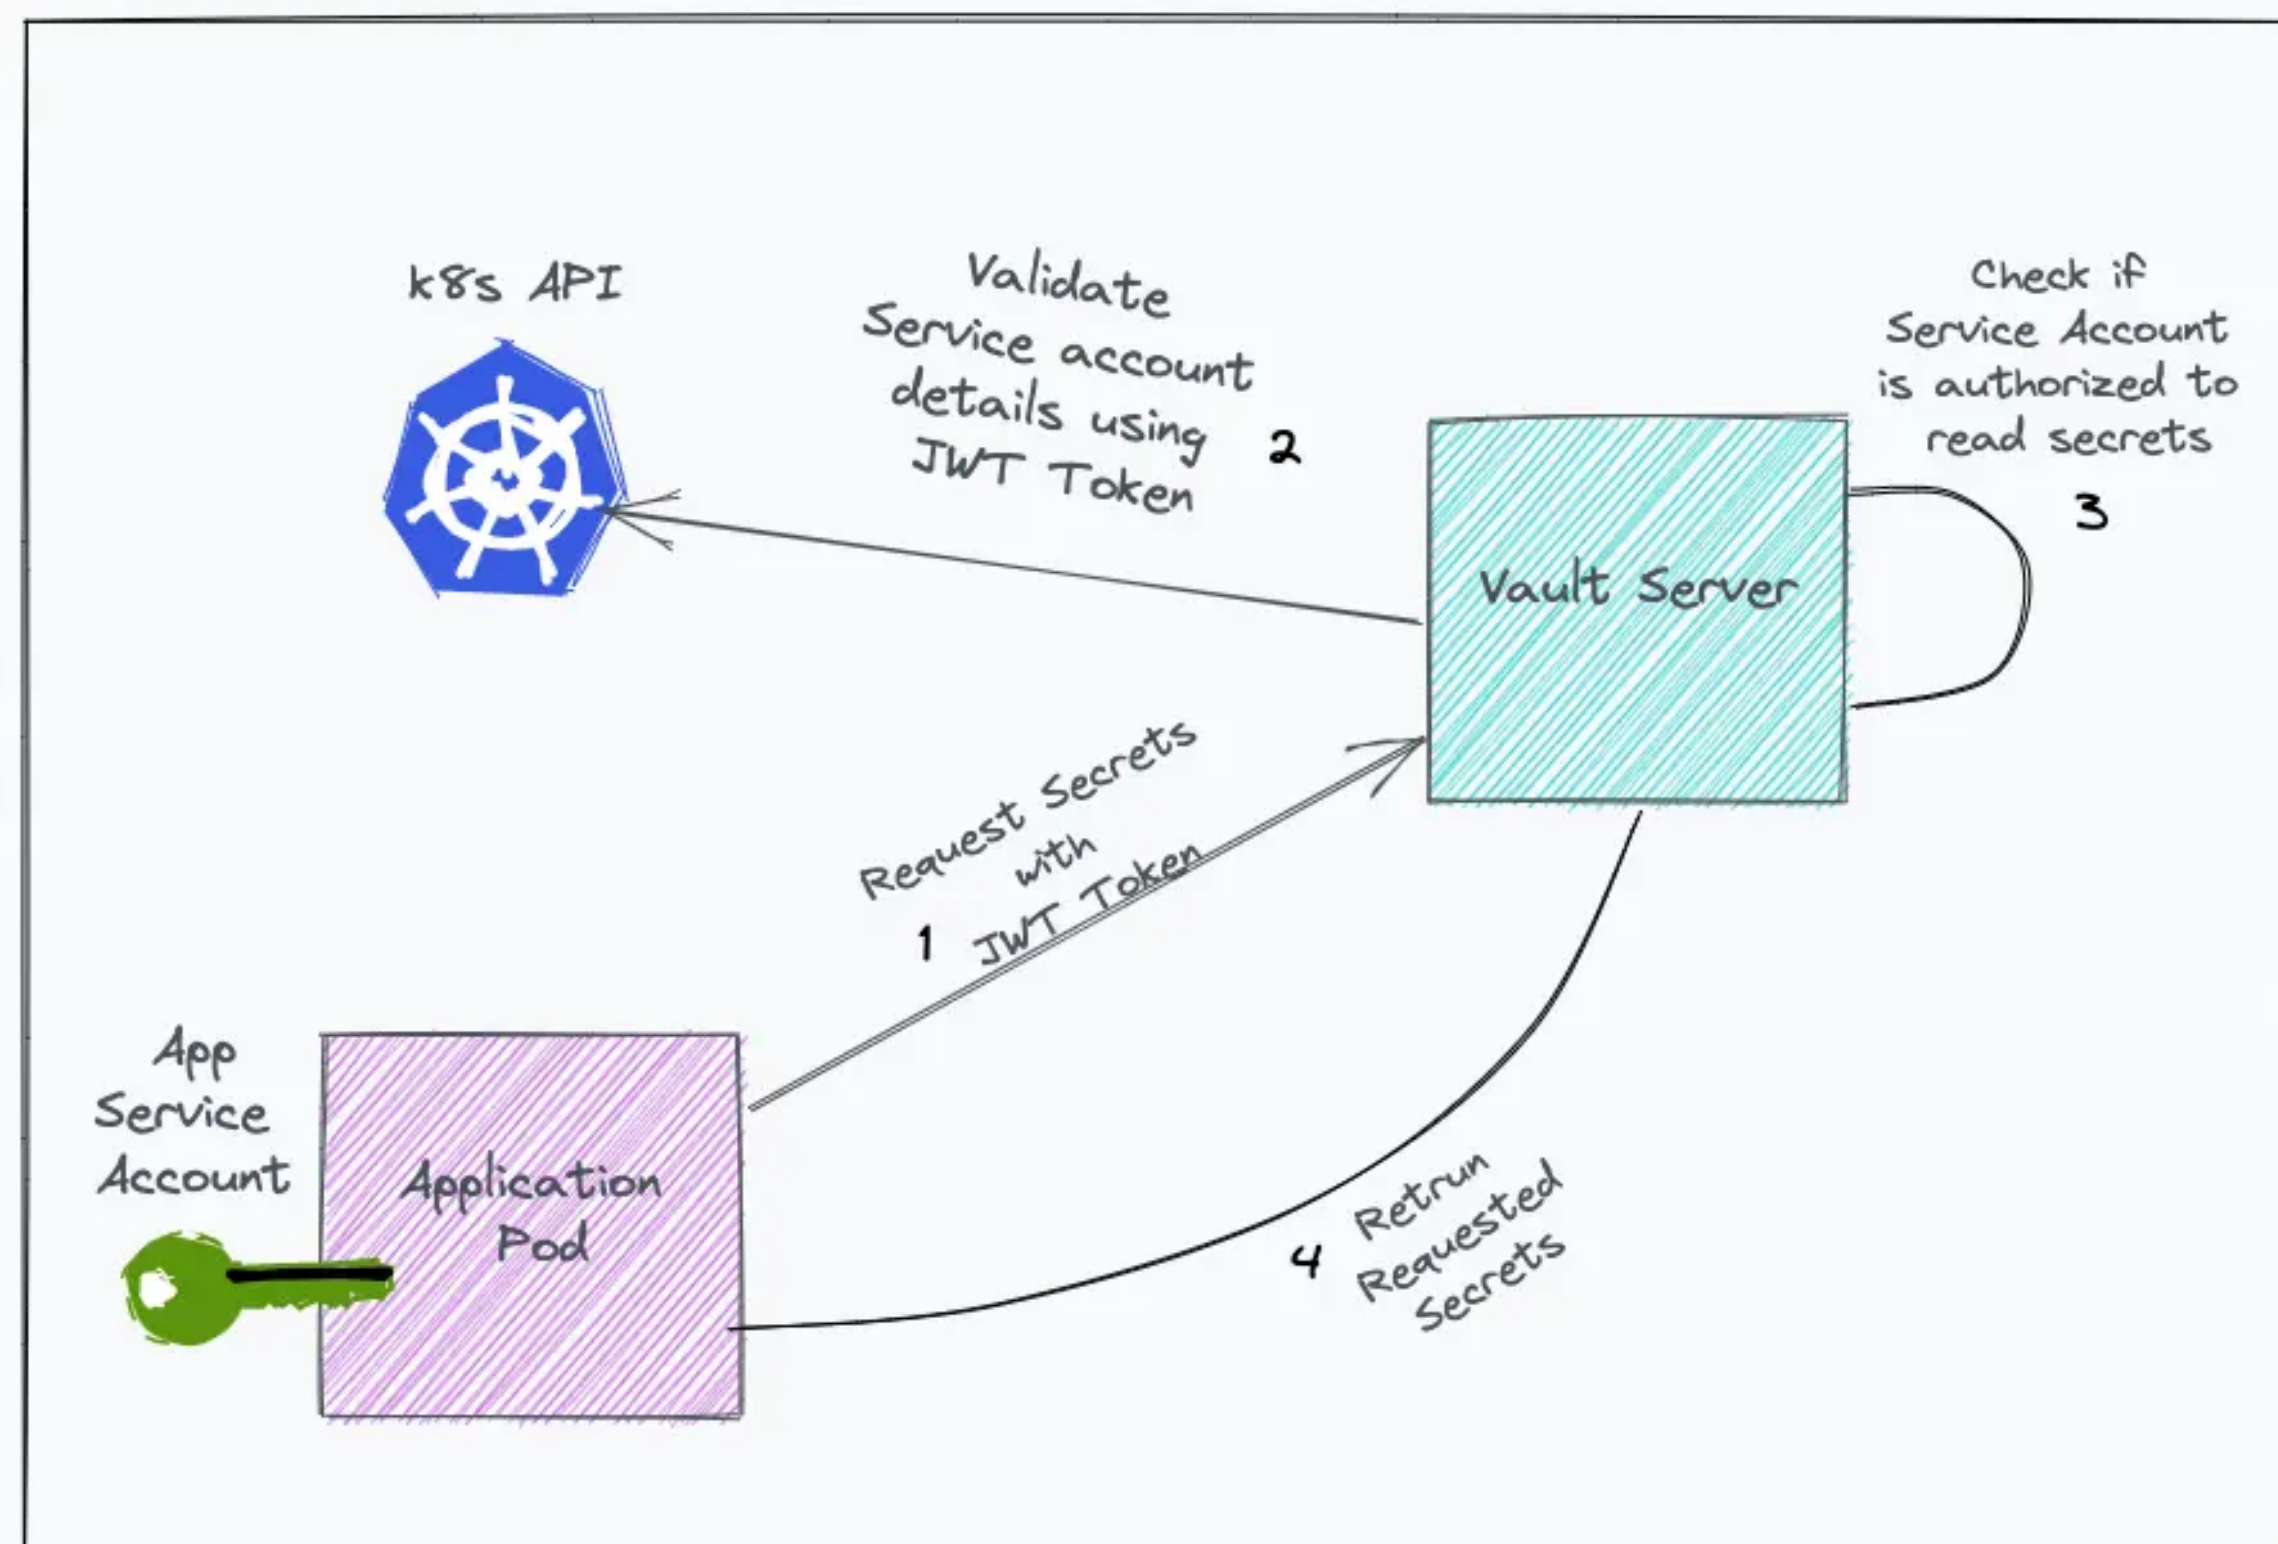 k8s API
Validate
Service account
details using
JWT Token
2
Check if
Service Account
is authorized to
read secrets
3
Vault Server
Request Secrets
with
JWT Token
1
App
Service
Account
Application
Pod
4
Retrun
Requested
Secrets